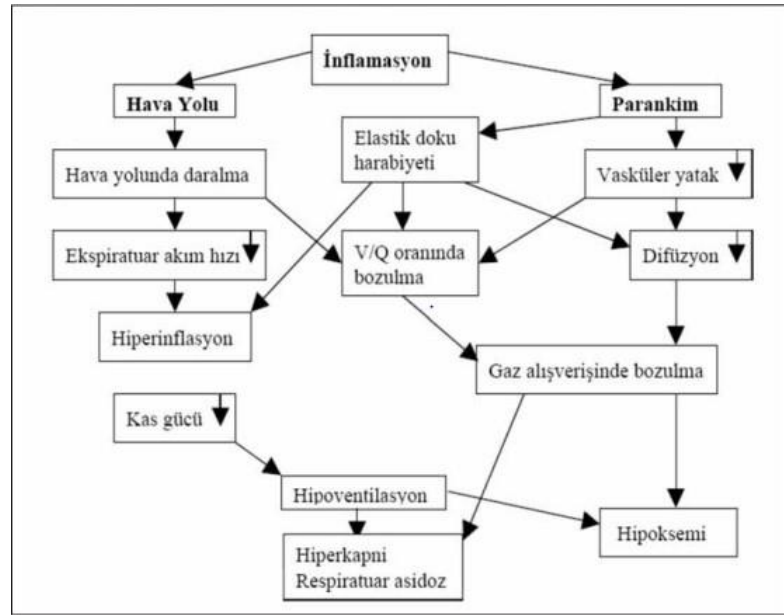 İnflamasyon
Hava Yolu
Parankim
Elastik doku
harabiyeti
Hava yolunda daralma
Vasküler yatak
Ekspiratuar akım hızı
V/Q oranında
bozulma
Difüzyon
Hiperinflasyon
Gaz alışverişinde bozulma
Kas gücü
Hipoventilasyon
Hipoksemi
Hiperkapni
Respiratuar asidoz